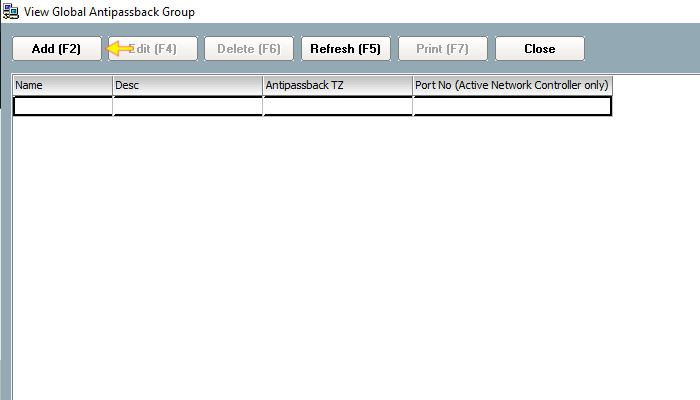 View Global Antipassback Group
Add (F2) Edit (F4) Delete (F6) Refresh (F5) Print (F7) Close
Name Desc Antipassback TZ Port No (Active Network Controller only)